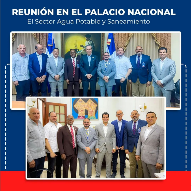 REUNIÓN EN EL PALACIO NACIONAL
El Sector Agua Potable y Saneamiento